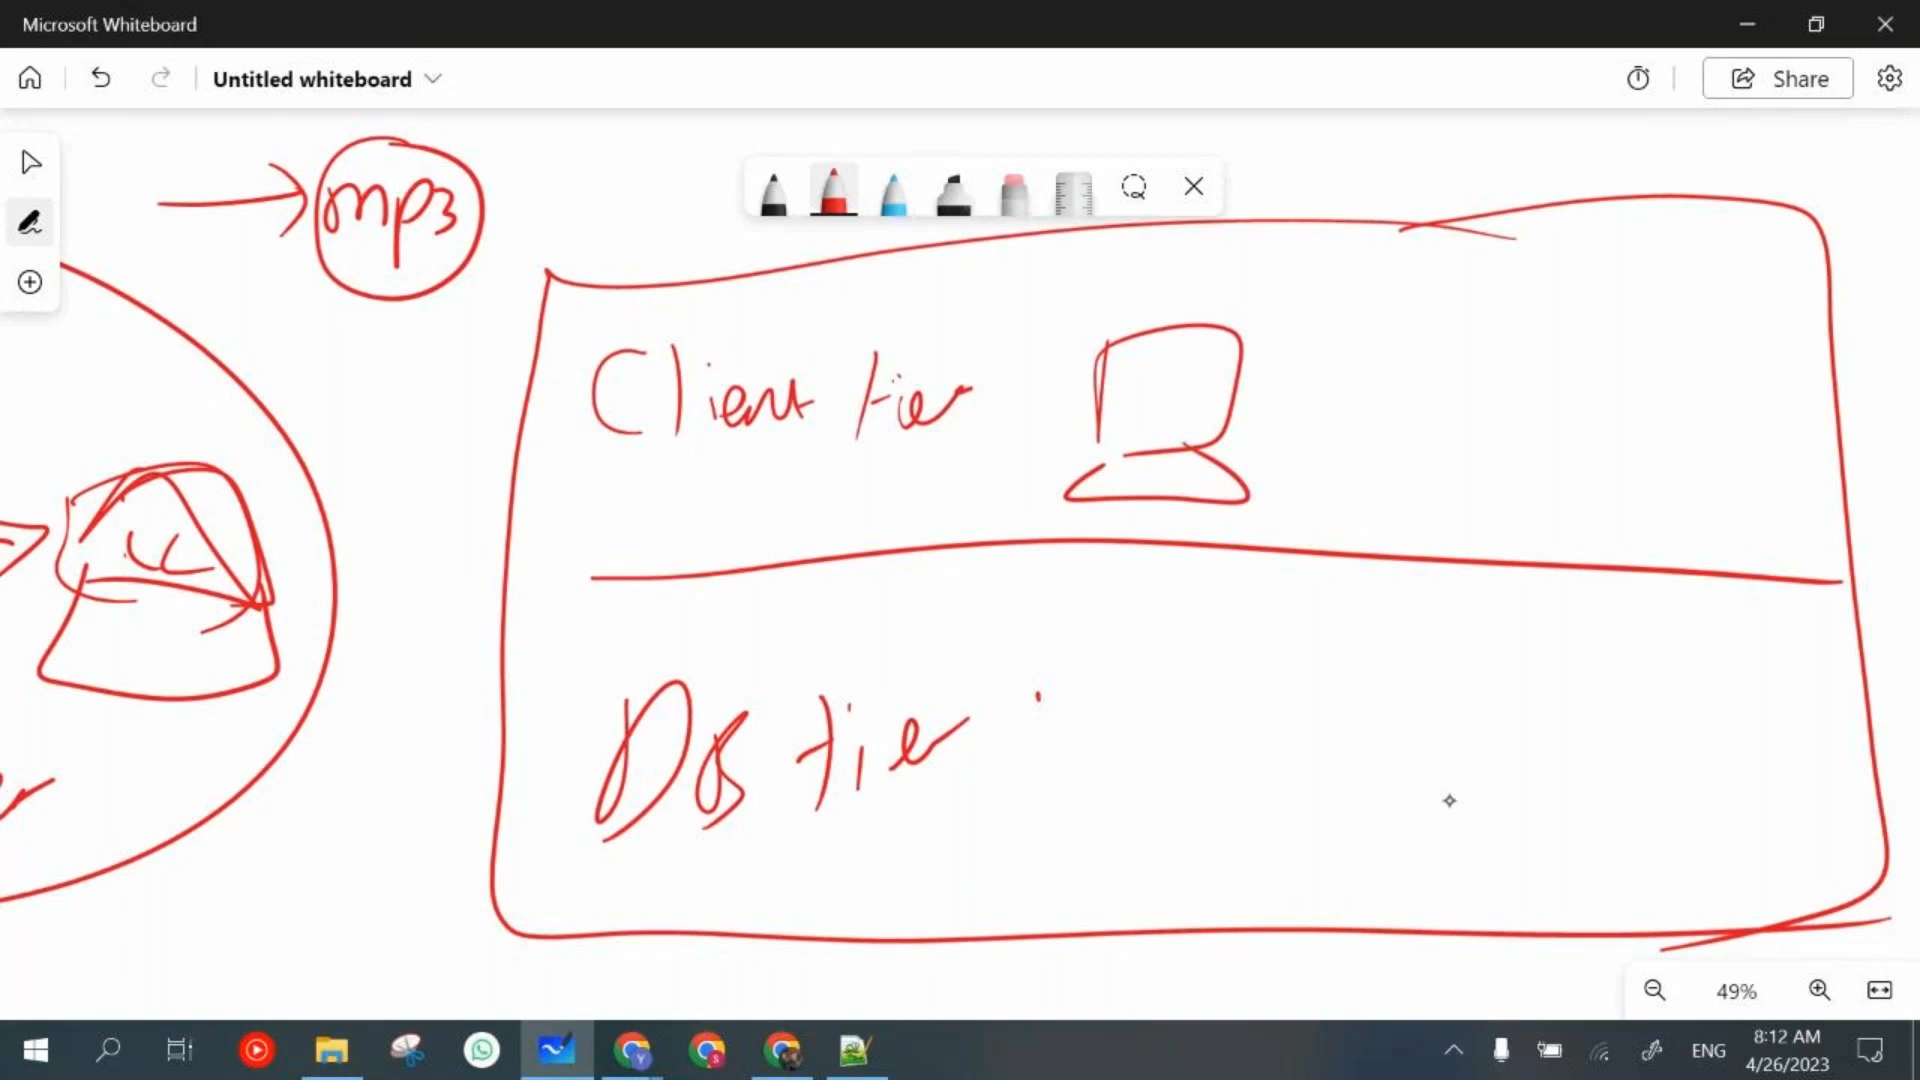 Microsoft Whiteboard
Untitled whiteboard
Share
mp3
Client tier
DB tier
49%
ENG
8:12 AM
4/26/2023